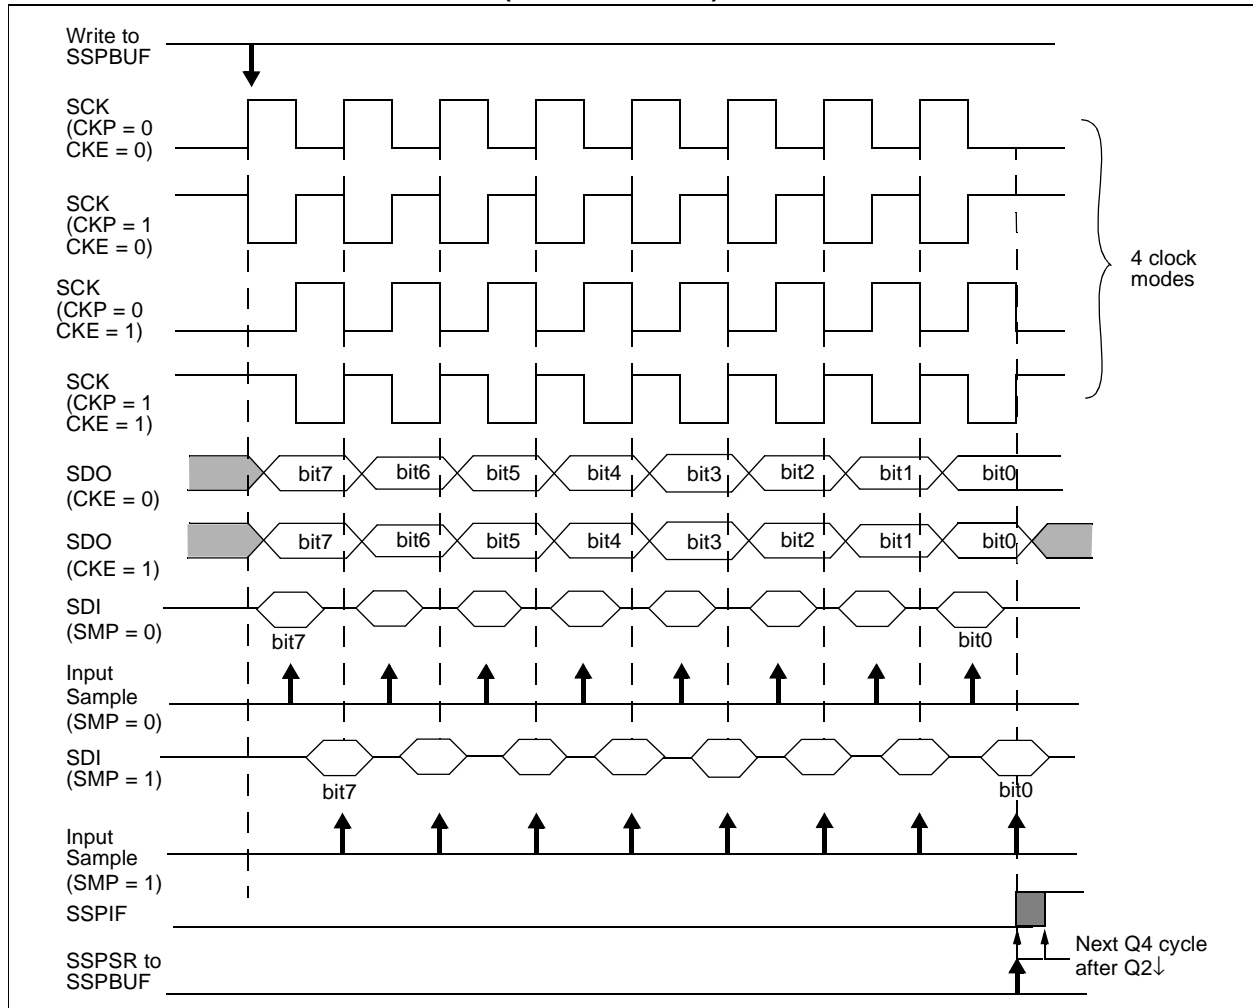 Write to
SSPBUF
SCK
(CKP = 0
CKE = 0)
SCK
(CKP = 1
CKE = 0)
4 clock
modes
SCK
(CKP = 0
CKE = 1)
SCK
(CKP = 1
CKE = 1)
SDO
(CKE = 0)
bit7 bit6 bit5 bit4 bit3 bit2 bit1 bit0
SDO
(CKE = 1)
bit7 bit6 bit5 bit4 bit3 bit2 bit1 bit0
SDI
(SMP = 0)
bit7 bit0
Input
Sample
(SMP = 0)
SDI
(SMP = 1)
bit7 bit0
Input
Sample
(SMP = 1)
SSPIF
Next Q4 cycle
after Q2↓
SSPSR to
SSPBUF